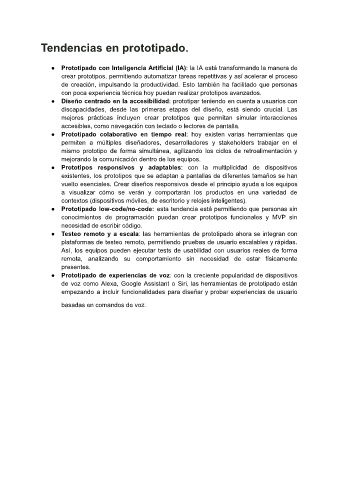 Tendencias en prototipado.
● Prototipado con Inteligencia Artificial (IA): la IA está transformando la manera de
crear prototipos, permitiendo automatizar tareas repetitivas y así acelerar el proceso
de creación, impulsando la productividad. Esto también ha facilitado que personas
con poca experiencia técnica hoy puedan realizar prototipos avanzados.
● Diseño centrado en la accesibilidad: prototipar teniendo en cuenta a usuarios con
discapacidades, desde las primeras etapas del diseño, está siendo crucial. Las
mejores prácticas incluyen crear prototipos que permitan simular interacciones
accesibles, como navegación con teclado o lectores de pantalla.
● Prototipado colaborativo en tiempo real: hoy existen varias herramientas que
permiten a múltiples diseñadores, desarrolladores y stakeholders trabajar en el
mismo prototipo de forma simultánea, agilizando los ciclos de retroalimentación y
mejorando la comunicación dentro de los equipos.
● Prototipos responsivos y adaptables: con la multiplicidad de dispositivos
existentes, los prototipos que se adaptan a pantallas de diferentes tamaños se han
vuelto esenciales. Crear diseños responsivos desde el principio ayuda a los equipos
a visualizar cómo se verán y comportarán los productos en una variedad de
contextos (dispositivos móviles, de escritorio y relojes inteligentes).
● Prototipado low-code/no-code: esta tendencia está permitiendo que personas sin
conocimientos de programación puedan crear prototipos funcionales y MVP sin
necesidad de escribir código.
● Testeo remoto y a escala: las herramientas de prototipado ahora se integran con
plataformas de testeo remoto, permitiendo pruebas de usuario escalables y rápidas.
Así, los equipos pueden ejecutar tests de usabilidad con usuarios reales de forma
remota, analizando su comportamiento sin necesidad de estar físicamente
presentes.
● Prototipado de experiencias de voz: con la creciente popularidad de dispositivos
de voz como Alexa, Google Assistant o Siri, las herramientas de prototipado están
empezando a incluir funcionalidades para diseñar y probar experiencias de usuario
basadas en comandos de voz.